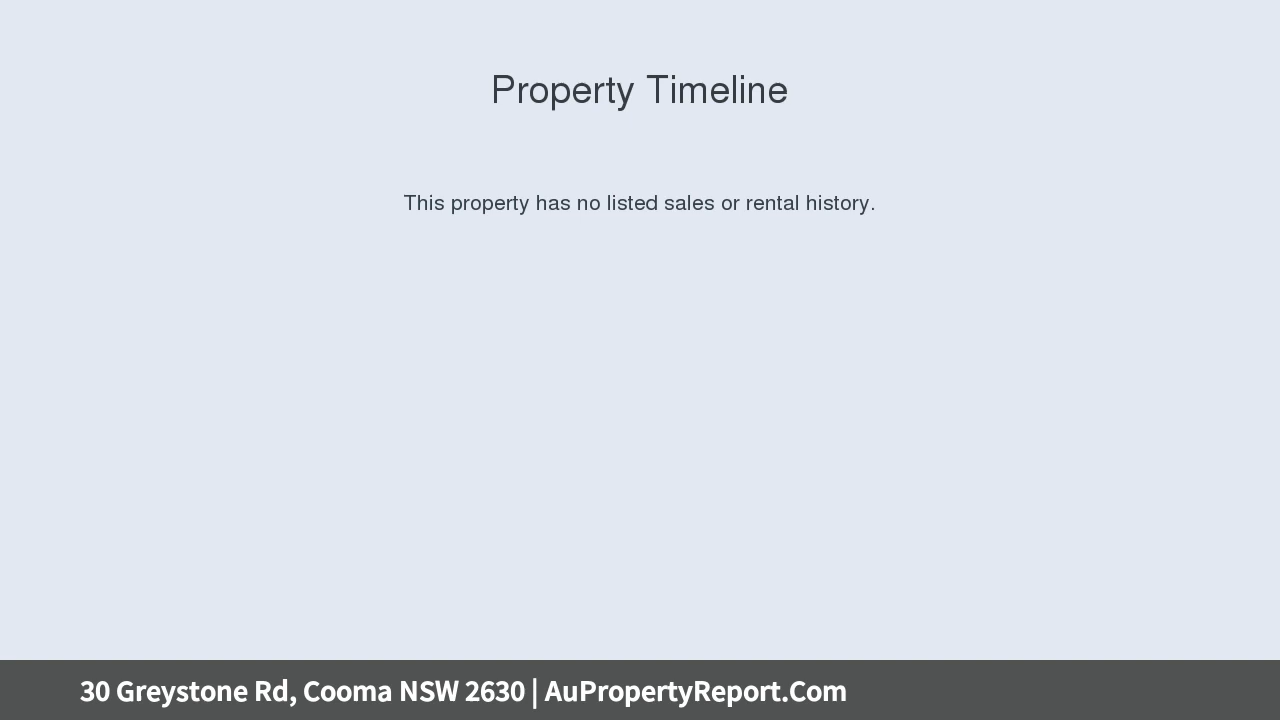 Property Timeline
This property has no listed sales or rental history.
30 Greystone Rd, Cooma NSW 2630 | AuPropertyReport.Com